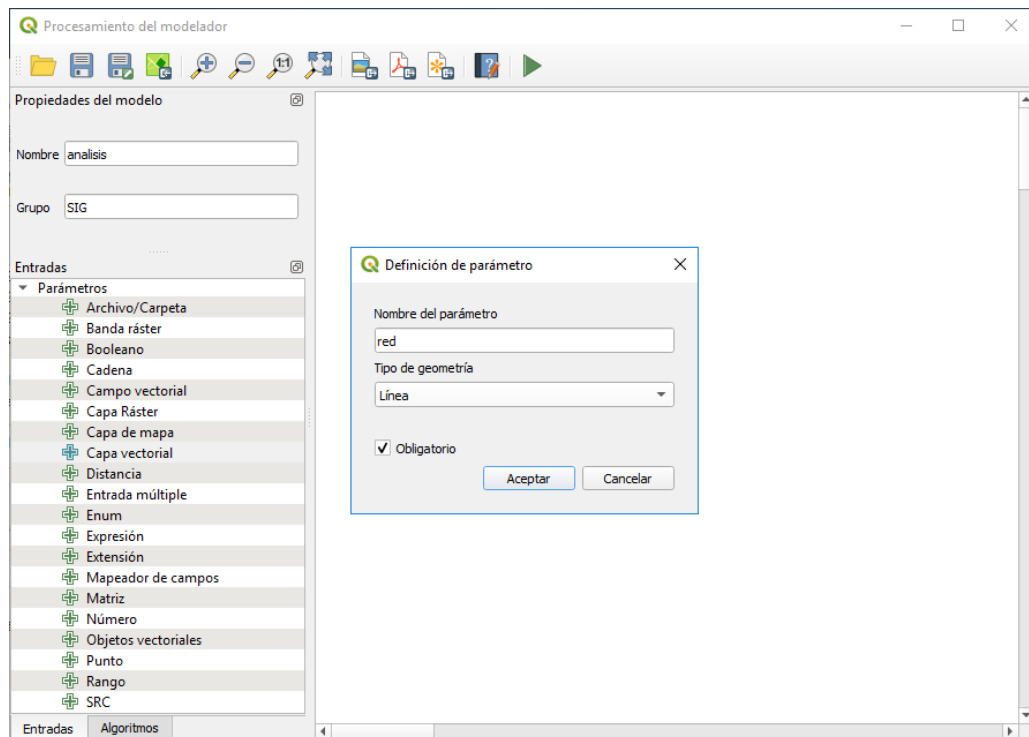 Procesamiento del modelador
1:1
Propiedades del modelo
Nombre analisis
Grupo SIG
Entradas
Parámetros
Archivo/Carpeta
Banda ráster
Booleano
Cadena
Campo vectorial
Capa Ráster
Capa de mapa
Capa vectorial
Distancia
Entrada múltiple
Enum
Expresión
Extensión
Mapeador de campos
Matriz
Número
Objetos vectoriales
Punto
Rango
SRC
Entradas Algoritmos
Definición de parámetro
Nombre del parámetro
red
Tipo de geometría
Línea
Obligatorio
Aceptar Cancelar